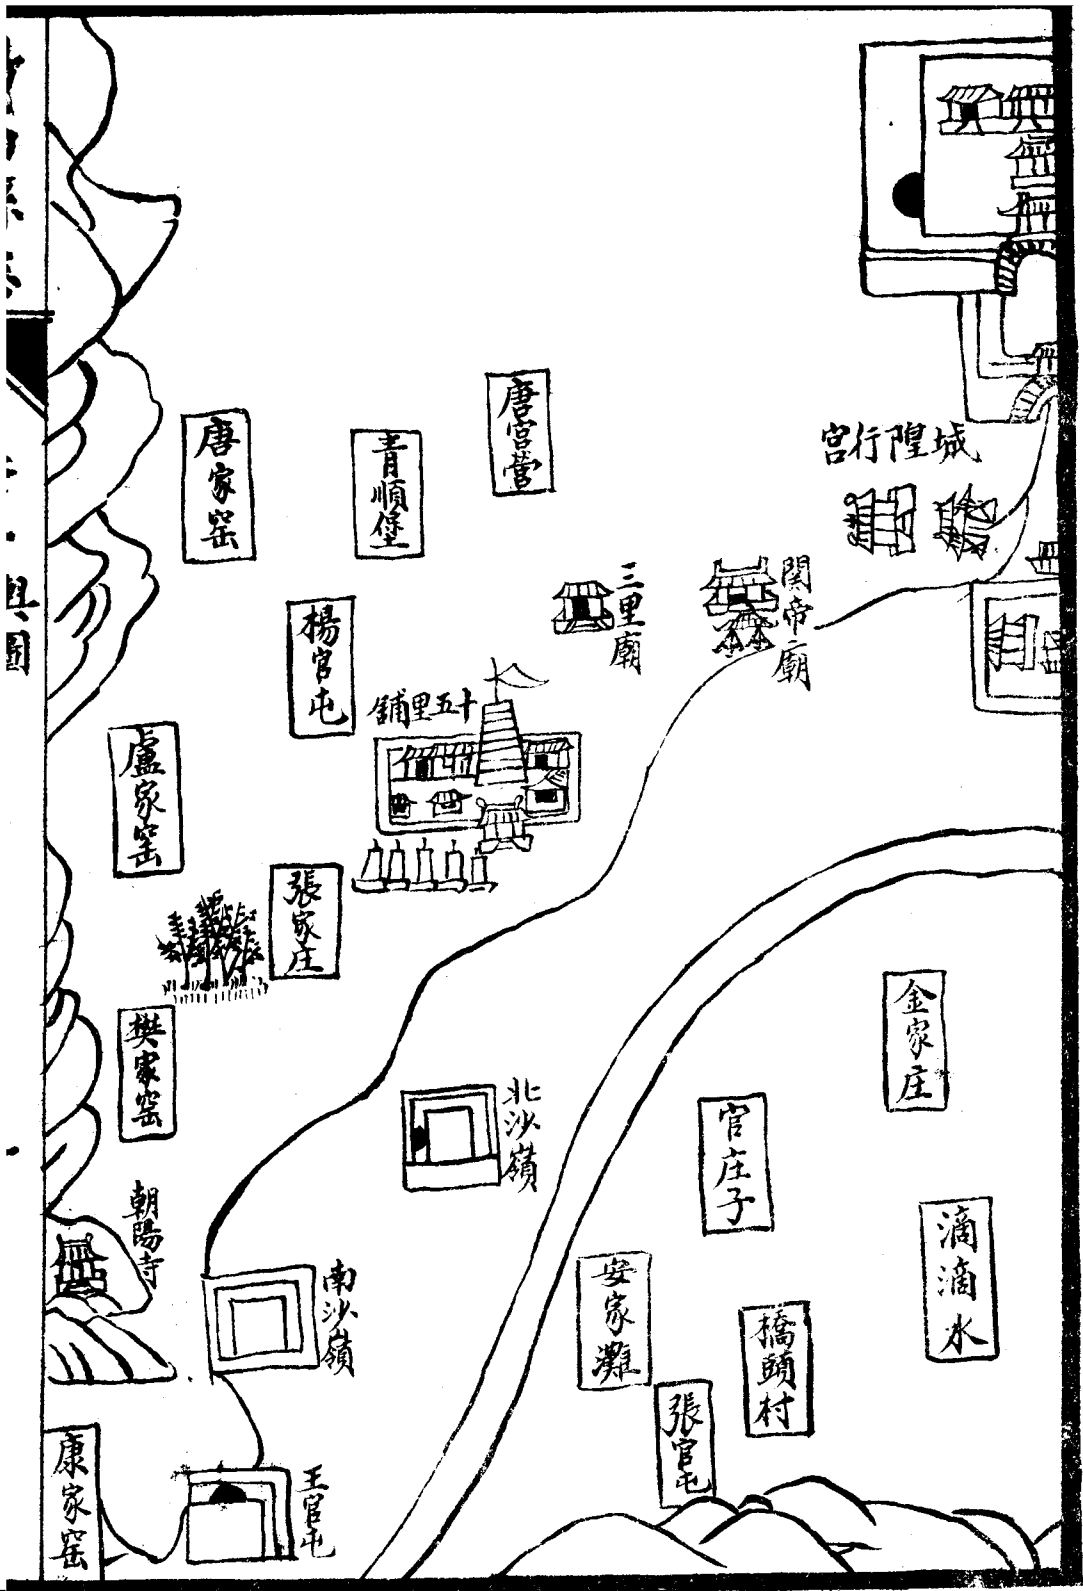 城隍行宮
唐宮營
青順堡
唐家窑
關帝廟
三里廟
楊官屯
十五里鋪
盧家窑
張家庄
金家庄
樊家窑
北沙嶺
官庄子
朝陽寺
滴滴水
南沙嶺
安家灘
橋頭村
張官屯
康家窑
王官屯
輿圖